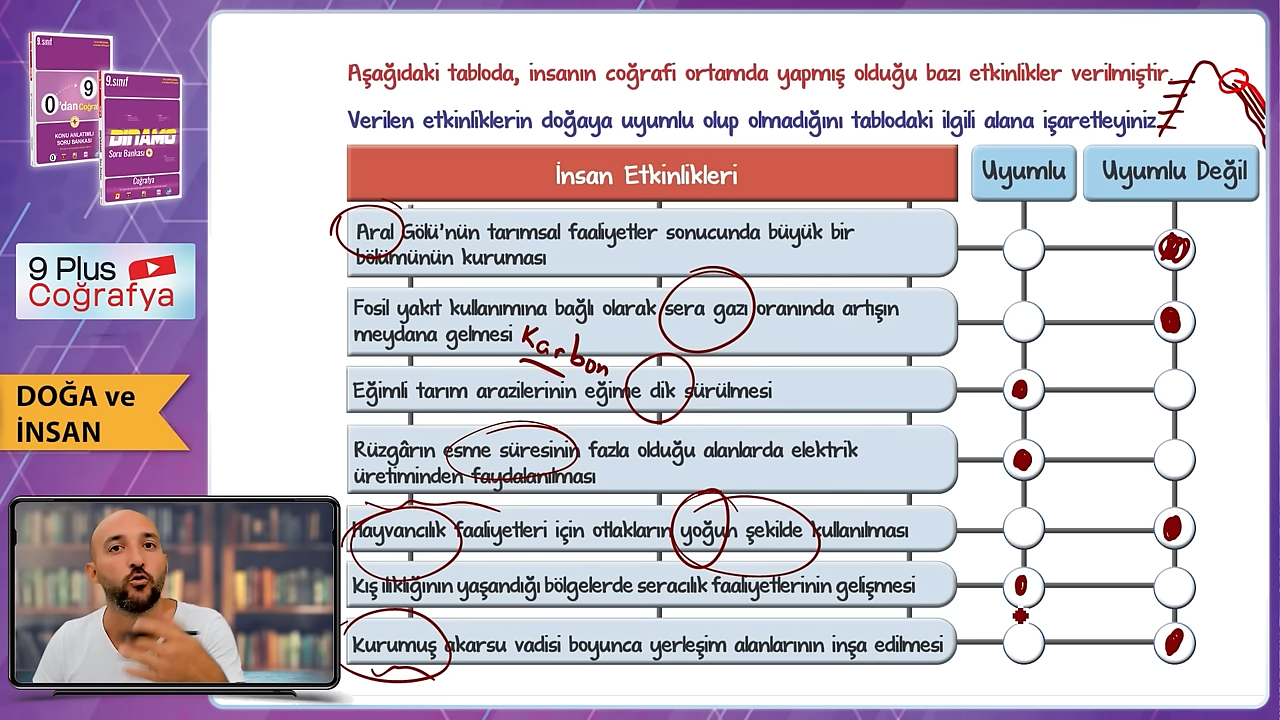 9.sınıf
0'dan 9
Coğrafya
KONU ANLATIMLI
SORU BANKASI
9.sınıf
DİNAMO
Soru Bankası
Coğrafya
9 Plus
Coğrafya
DOĞA ve
İNSAN
Aşağıdaki tabloda, insanın coğrafi ortamda yapmış olduğu bazı etkinlikler verilmiştir.
Verilen etkinliklerin doğaya uyumlu olup olmadığını tablodaki ilgili alana işaretleyiniz.
İnsan Etkinlikleri
Uyumlu
Uyumlu Değil
Aral Gölü'nün tarımsal faaliyetler sonucunda büyük bir
bölümünün kuruması
Fosil yakıt kullanımına bağlı olarak sera gazı oranında artışın
meydana gelmesi
Karbon
Eğimli tarım arazilerinin eğime dik sürülmesi
Rüzgârın esme süresinin fazla olduğu alanlarda elektrik
üretiminden faydalanılması
Hayvancılık faaliyetleri için otlakların yoğun şekilde kullanılması
Kış ılıklığının yaşandığı bölgelerde seracılık faaliyetlerinin gelişmesi
Kurumuş akarsu vadisi boyunca yerleşim alanlarının inşa edilmesi